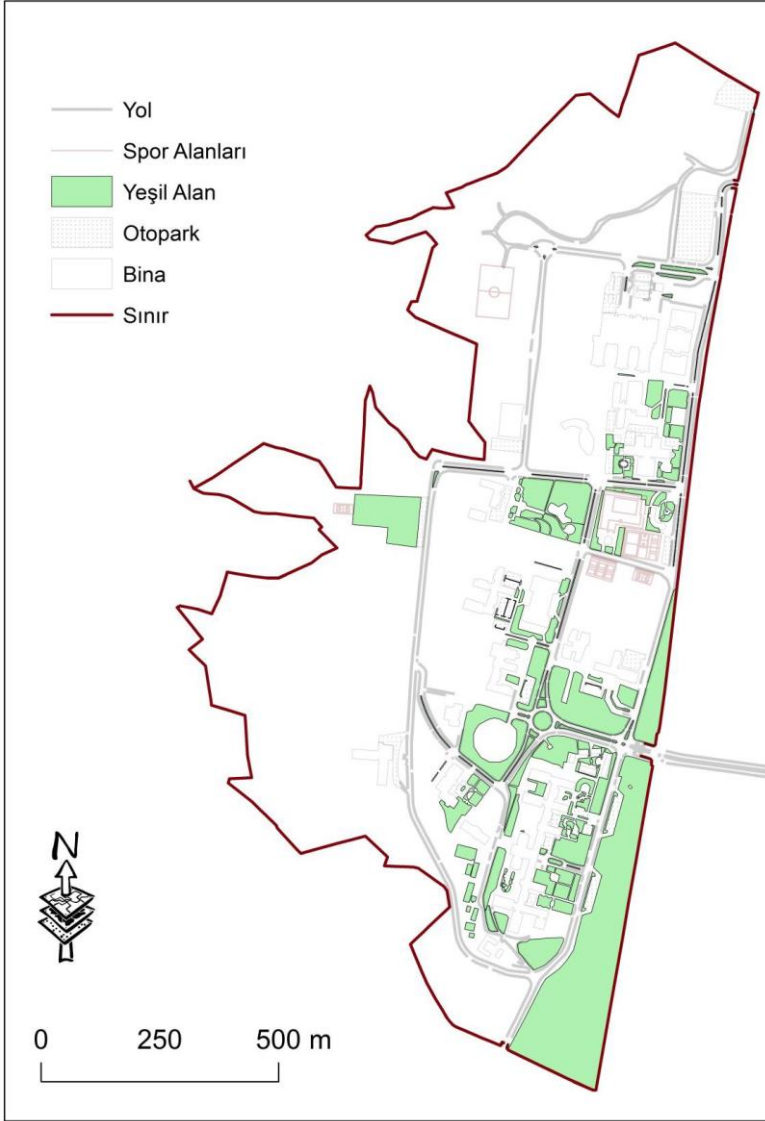 Yol
Spor Alanları
Yeşil Alan
Otopark
Bina
Sınır
N
0 250 500 m